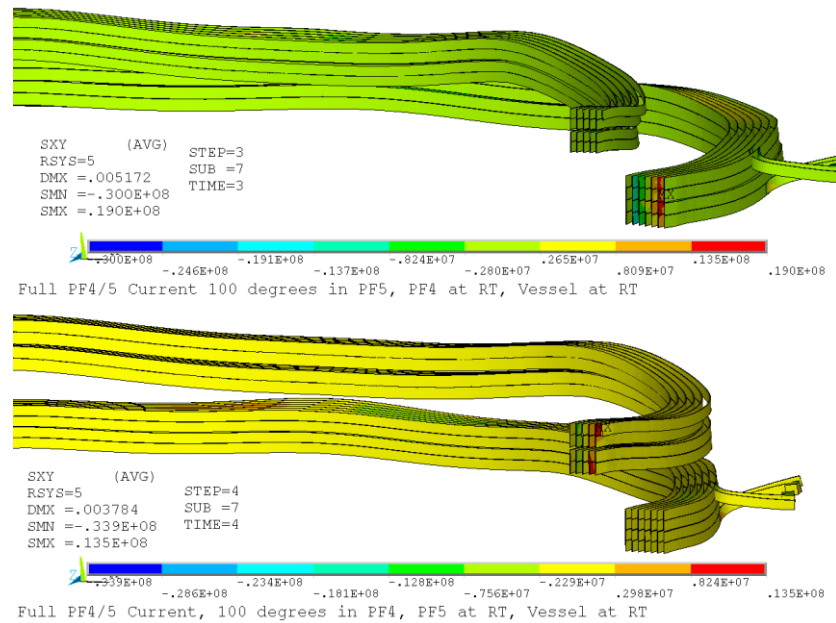 SXY (AVG)
RSYS=5
DMX =.005172
SMN =-.300E+08
SMX =.190E+08
STEP=3
SUB =7
TIME=3
X
Z
-.300E+08 -.246E+08 -.191E+08 -.137E+08 -.824E+07 -.280E+07 .265E+07 .809E+07 .135E+08 .190E+08
Full PF4/5 Current 100 degrees in PF5, PF4 at RT, Vessel at RT
SXY (AVG)
RSYS=5
DMX =.003784
SMN =-.339E+08
SMX =.135E+08
STEP=4
SUB =7
TIME=4
X
Z
-.339E+08 -.286E+08 -.234E+08 -.181E+08 -.128E+08 -.756E+07 -.229E+07 .298E+07 .824E+07 .135E+08
Full PF4/5 Current, 100 degrees in PF4, PF5 at RT, Vessel at RT